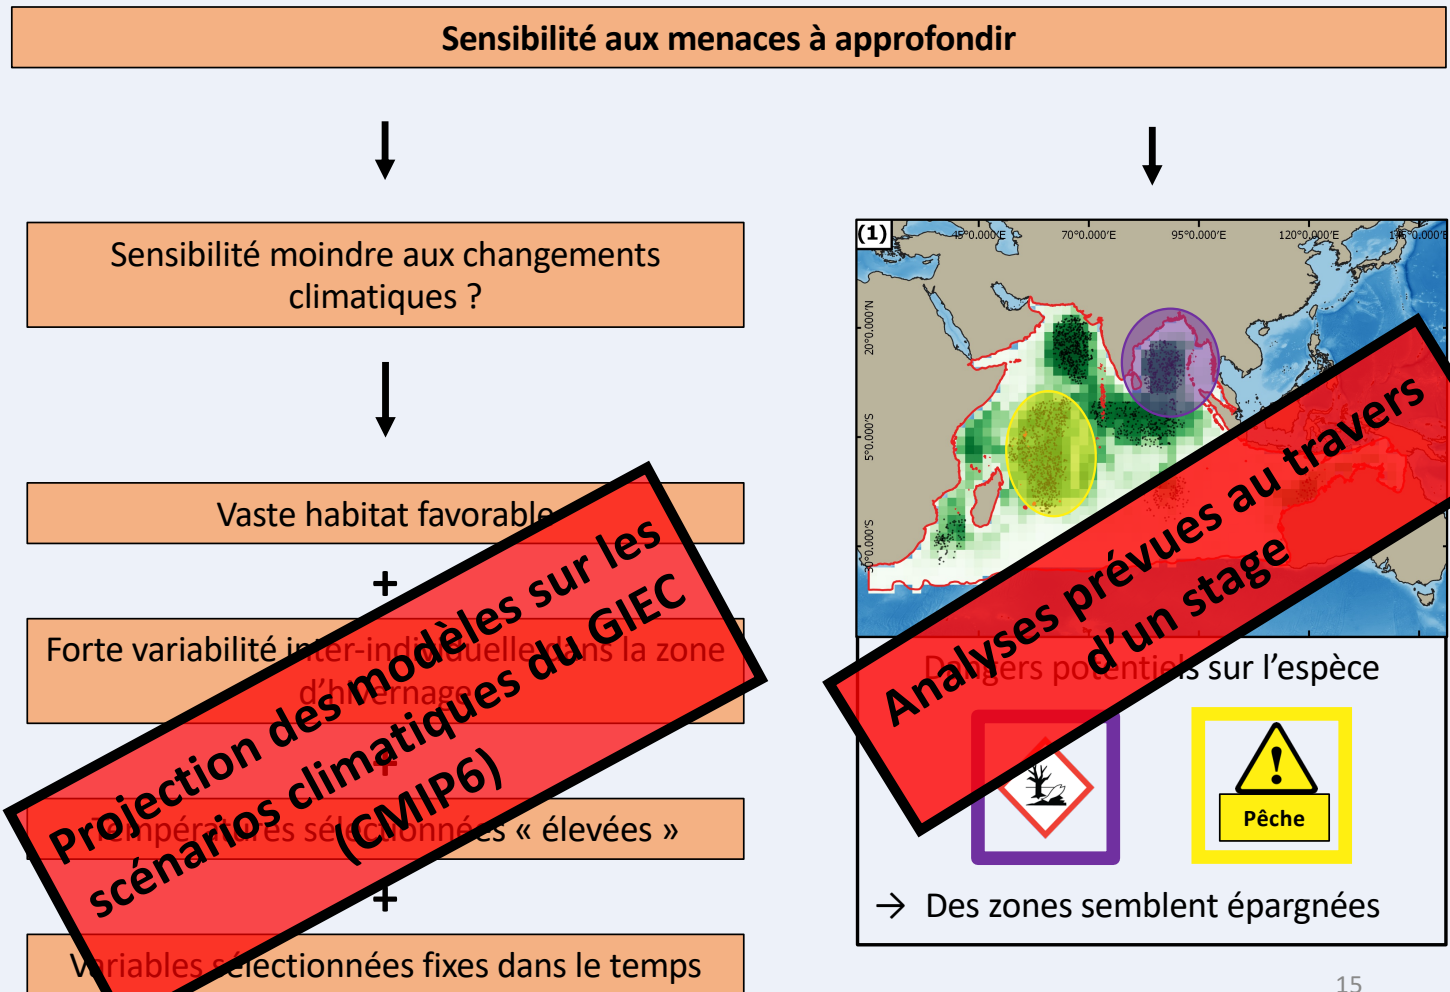 Sensibilité aux menaces à approfondir
Sensibilité moindre aux changements
climatiques ?
Vaste habitat favorable
+
Forte variabilité inter-individuelle dans la zone
d’hivernage
+
Températures sélectionnées « élevées »
+
Variables sélectionnées fixes dans le temps
Projection des modèles sur les
scénarios climatiques du GIEC
(CMIP6)
(1)
45°0.000'E 70°0.000'E 95°0.000'E 120°0.000'E 145°0.000'E
20°0.000'N
5°0.000'S
30°0.000'S
Analyses prévues au travers
d’un stage
Dangers potentiels sur l’espèce
!
Pêche
→ Des zones semblent épargnées
15